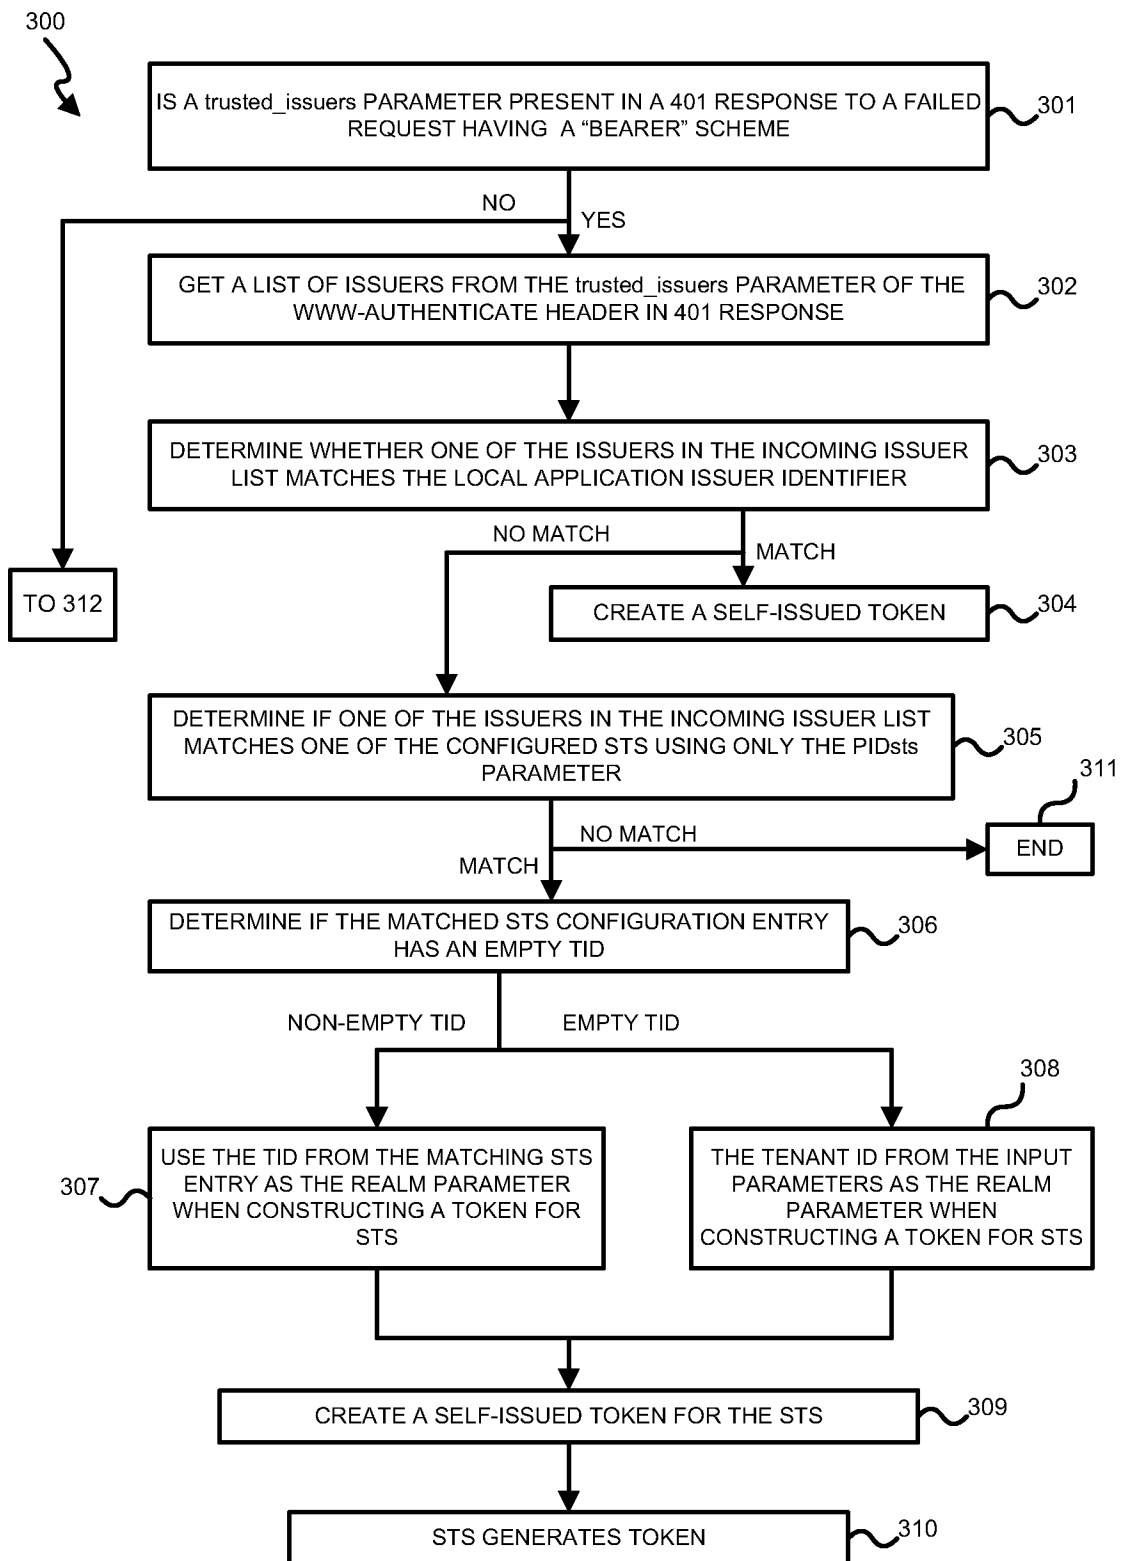 300
IS A trusted_issuers PARAMETER PRESENT IN A 401 RESPONSE TO A FAILED
REQUEST HAVING A “BEARER” SCHEME
301
NO
YES
GET A LIST OF ISSUERS FROM THE trusted_issuers PARAMETER OF THE
WWW-AUTHENTICATE HEADER IN 401 RESPONSE
302
DETERMINE WHETHER ONE OF THE ISSUERS IN THE INCOMING ISSUER
LIST MATCHES THE LOCAL APPLICATION ISSUER IDENTIFIER
303
NO MATCH
MATCH
TO 312
CREATE A SELF-ISSUED TOKEN
304
DETERMINE IF ONE OF THE ISSUERS IN THE INCOMING ISSUER LIST
MATCHES ONE OF THE CONFIGURED STS USING ONLY THE PIDsts
PARAMETER
305
311
NO MATCH
END
MATCH
DETERMINE IF THE MATCHED STS CONFIGURATION ENTRY
HAS AN EMPTY TID
306
NON-EMPTY TID
EMPTY TID
308
USE THE TID FROM THE MATCHING STS
ENTRY AS THE REALM PARAMETER
WHEN CONSTRUCTING A TOKEN FOR
STS
307
THE TENANT ID FROM THE INPUT
PARAMETERS AS THE REALM
PARAMETER WHEN
CONSTRUCTING A TOKEN FOR STS
CREATE A SELF-ISSUED TOKEN FOR THE STS
309
STS GENERATES TOKEN
310